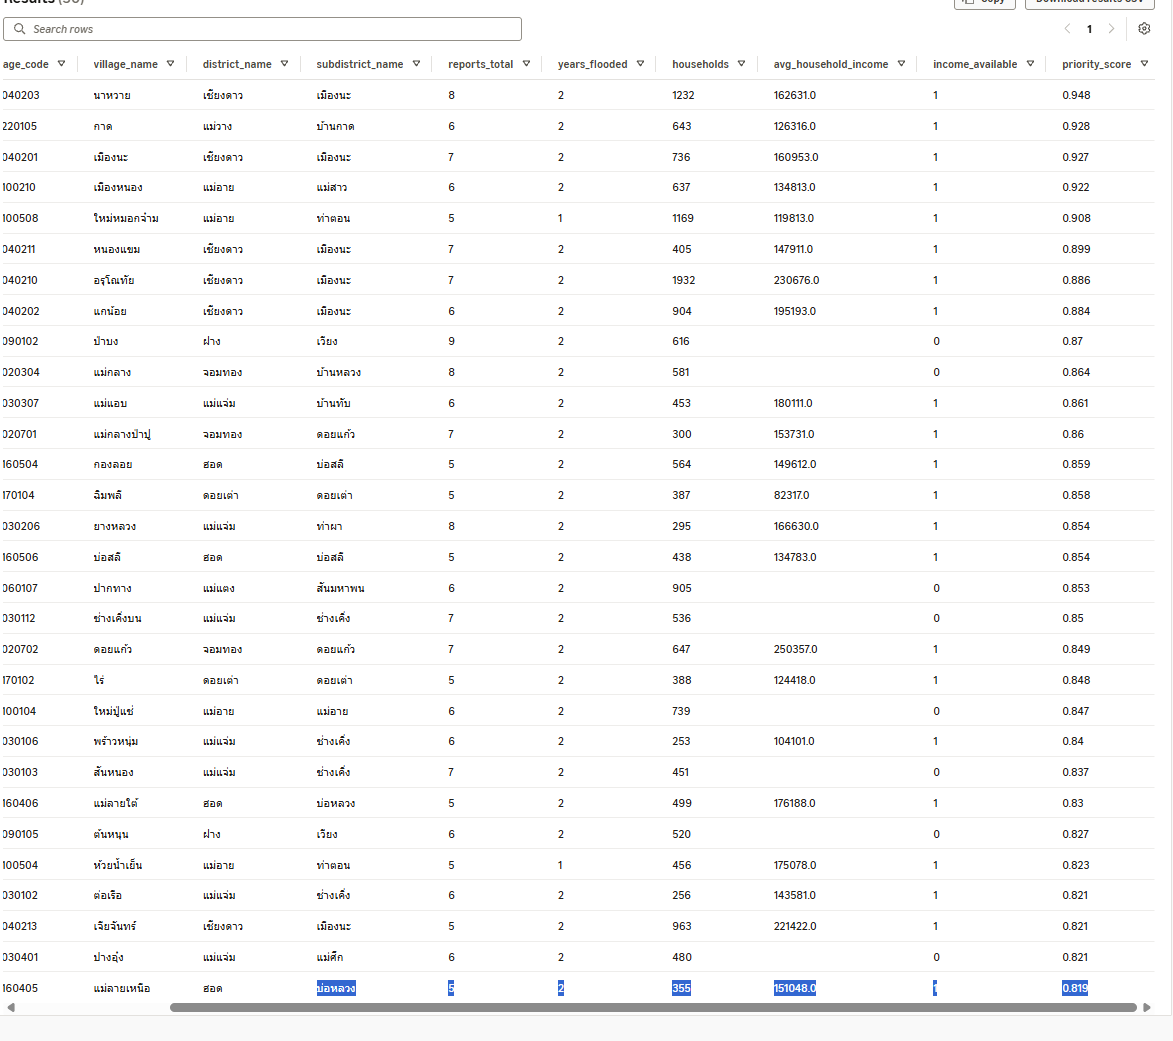 Results (30)
Copy
Download results CSV
Search rows
1
age_code village_name district_name subdistrict_name reports_total years_flooded households avg_household_income income_available priority_score
040203 นาหวาย เชียงดาว เมืองนะ 8 2 1232 162631.0 1 0.948
220105 กาด แม่วาง บ้านกาด 6 2 643 126316.0 1 0.928
040201 เมืองนะ เชียงดาว เมืองนะ 7 2 736 160953.0 1 0.927
100210 เมืองหนอง แม่อาย แม่สาว 6 2 637 134813.0 1 0.922
100508 ใหม่หมอกจ๋าม แม่อาย ท่าตอน 5 1 1169 119813.0 1 0.908
040211 หนองแขม เชียงดาว เมืองนะ 7 2 405 147911.0 1 0.899
040210 อรุโณทัย เชียงดาว เมืองนะ 7 2 1932 230676.0 1 0.886
040202 แกน้อย เชียงดาว เมืองนะ 6 2 904 195193.0 1 0.884
090102 ป่าบง ฝาง เวียง 9 2 616 0 0.87
020304 แม่กลาง จอมทอง บ้านหลวง 8 2 581 0 0.864
030307 แม่แอบ แม่แจ่ม บ้านทับ 6 2 453 180111.0 1 0.861
020701 แม่กลางป่าปู จอมทอง ดอยแก้ว 7 2 300 153731.0 1 0.86
160504 กองลอย ฮอด บ่อสลี 5 2 564 149612.0 1 0.859
170104 ฉิมพลี ดอยเต่า ดอยเต่า 5 2 387 82317.0 1 0.858
030206 ยางหลวง แม่แจ่ม ท่าผา 8 2 295 166630.0 1 0.854
160506 บ่อสลี ฮอด บ่อสลี 5 2 438 134783.0 1 0.854
060107 ปากทาง แม่แตง สันมหาพน 6 2 905 0 0.853
030112 ช่างเคิ่งบน แม่แจ่ม ช่างเคิ่ง 7 2 536 0 0.85
020702 ดอยแก้ว จอมทอง ดอยแก้ว 7 2 647 250357.0 1 0.849
170102 ไร่ ดอยเต่า ดอยเต่า 5 2 388 124418.0 1 0.848
100104 ใหม่ปู่แช่ แม่อาย แม่อาย 6 2 739 0 0.847
030106 พร้าวหนุ่ม แม่แจ่ม ช่างเคิ่ง 6 2 253 104101.0 1 0.84
030103 สันหนอง แม่แจ่ม ช่างเคิ่ง 7 2 451 0 0.837
160406 แม่ลายใต้ ฮอด บ่อหลวง 5 2 499 176188.0 1 0.83
090105 ต้นหนุน ฝาง เวียง 6 2 520 0 0.827
100504 ห้วยน้ำเย็น แม่อาย ท่าตอน 5 1 456 175078.0 1 0.823
030102 ต่อเรือ แม่แจ่ม ช่างเคิ่ง 6 2 256 143581.0 1 0.821
040213 เจียจันทร์ เชียงดาว เมืองนะ 5 2 963 221422.0 1 0.821
030401 ปางอุ๋ง แม่แจ่ม แม่ศึก 6 2 480 0 0.821
160405 แม่ลายเหนือ ฮอด บ่อหลวง 5 2 355 151048.0 1 0.819